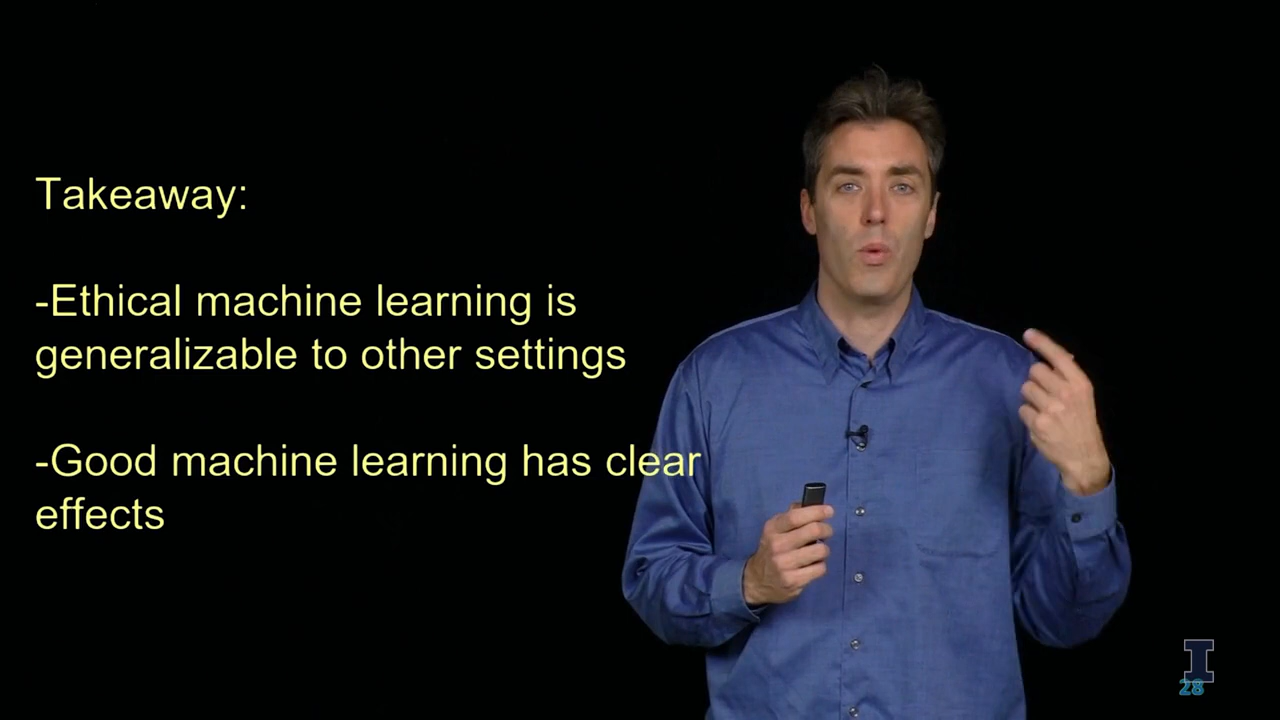 Takeaway:
-Ethical machine learning is
generalizable to other settings
-Good machine learning has clear
effects
I
28